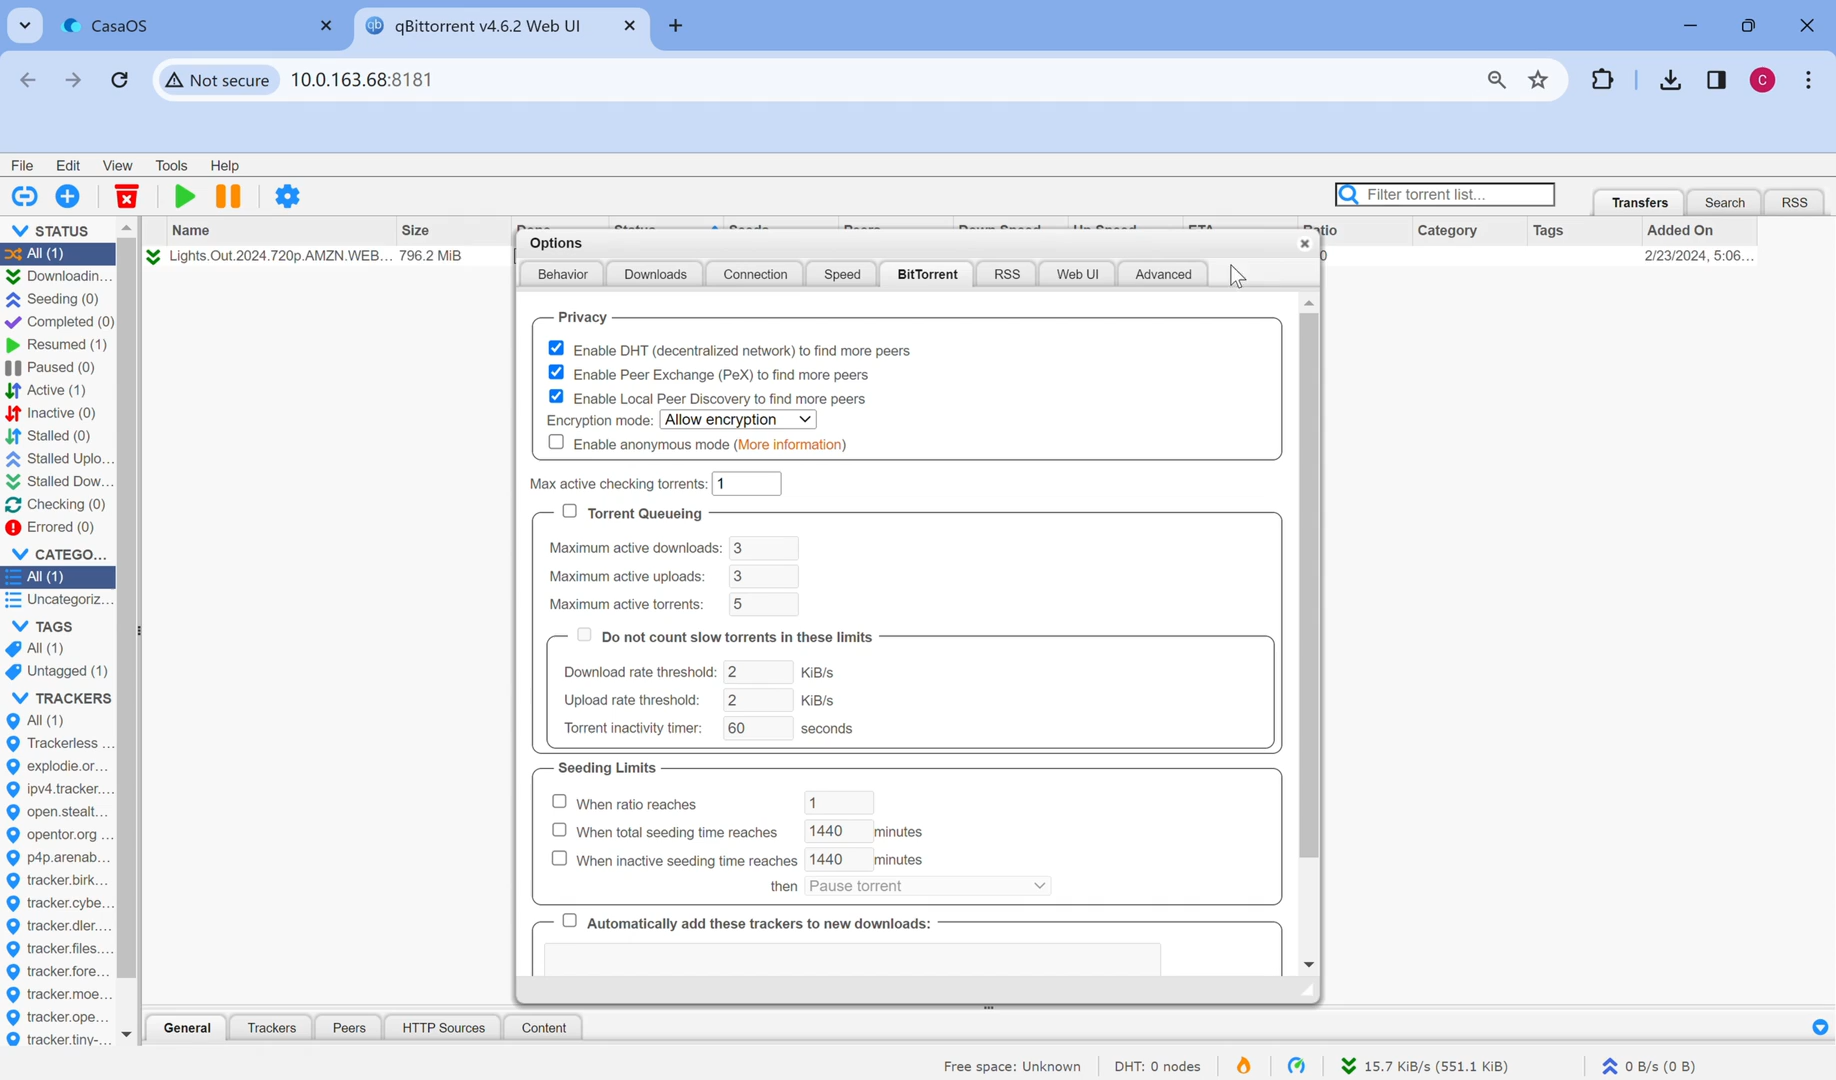 CasaOS
qBittorrent v4.6.2 Web UI
Not secure
10.0.163.68:8181
C
File Edit View Tools Help
Filter torrent list...
Transfers Search RSS
STATUS
All (1)
Downloadin...
Seeding (0)
Completed (0)
Resumed (1)
Paused (0)
Active (1)
Inactive (0)
Stalled (0)
Stalled Uplo...
Stalled Dow...
Checking (0)
Errored (0)
CATEGO...
All (1)
Uncategoriz...
TAGS
All (1)
Untagged (1)
TRACKERS
All (1)
Trackerless ...
explodie.or...
ipv4.tracker....
open.stealt...
opentor.org ...
p4p.arenab...
tracker.birk...
tracker.cybe...
tracker.dler....
tracker.files....
tracker.fore...
tracker.moe...
tracker.ope...
tracker.tiny-...
Name Size Category Tags Added On
Lights.Out.2024.720p.AMZN.WEB... 796.2 MiB 2/23/2024, 5:06...
Options
Behavior Downloads Connection Speed BitTorrent RSS Web UI Advanced
Privacy
Enable DHT (decentralized network) to find more peers
Enable Peer Exchange (PeX) to find more peers
Enable Local Peer Discovery to find more peers
Encryption mode: Allow encryption
Enable anonymous mode (More information)
Max active checking torrents: 1
Torrent Queueing
Maximum active downloads: 3
Maximum active uploads: 3
Maximum active torrents: 5
Do not count slow torrents in these limits
Download rate threshold: 2 KiB/s
Upload rate threshold: 2 KiB/s
Torrent inactivity timer: 60 seconds
Seeding Limits
When ratio reaches 1
When total seeding time reaches 1440 minutes
When inactive seeding time reaches 1440 minutes
then Pause torrent
Automatically add these trackers to new downloads:
General Trackers Peers HTTP Sources Content
Free space: Unknown DHT: 0 nodes 15.7 KiB/s (551.1 KiB) 0 B/s (0 B)